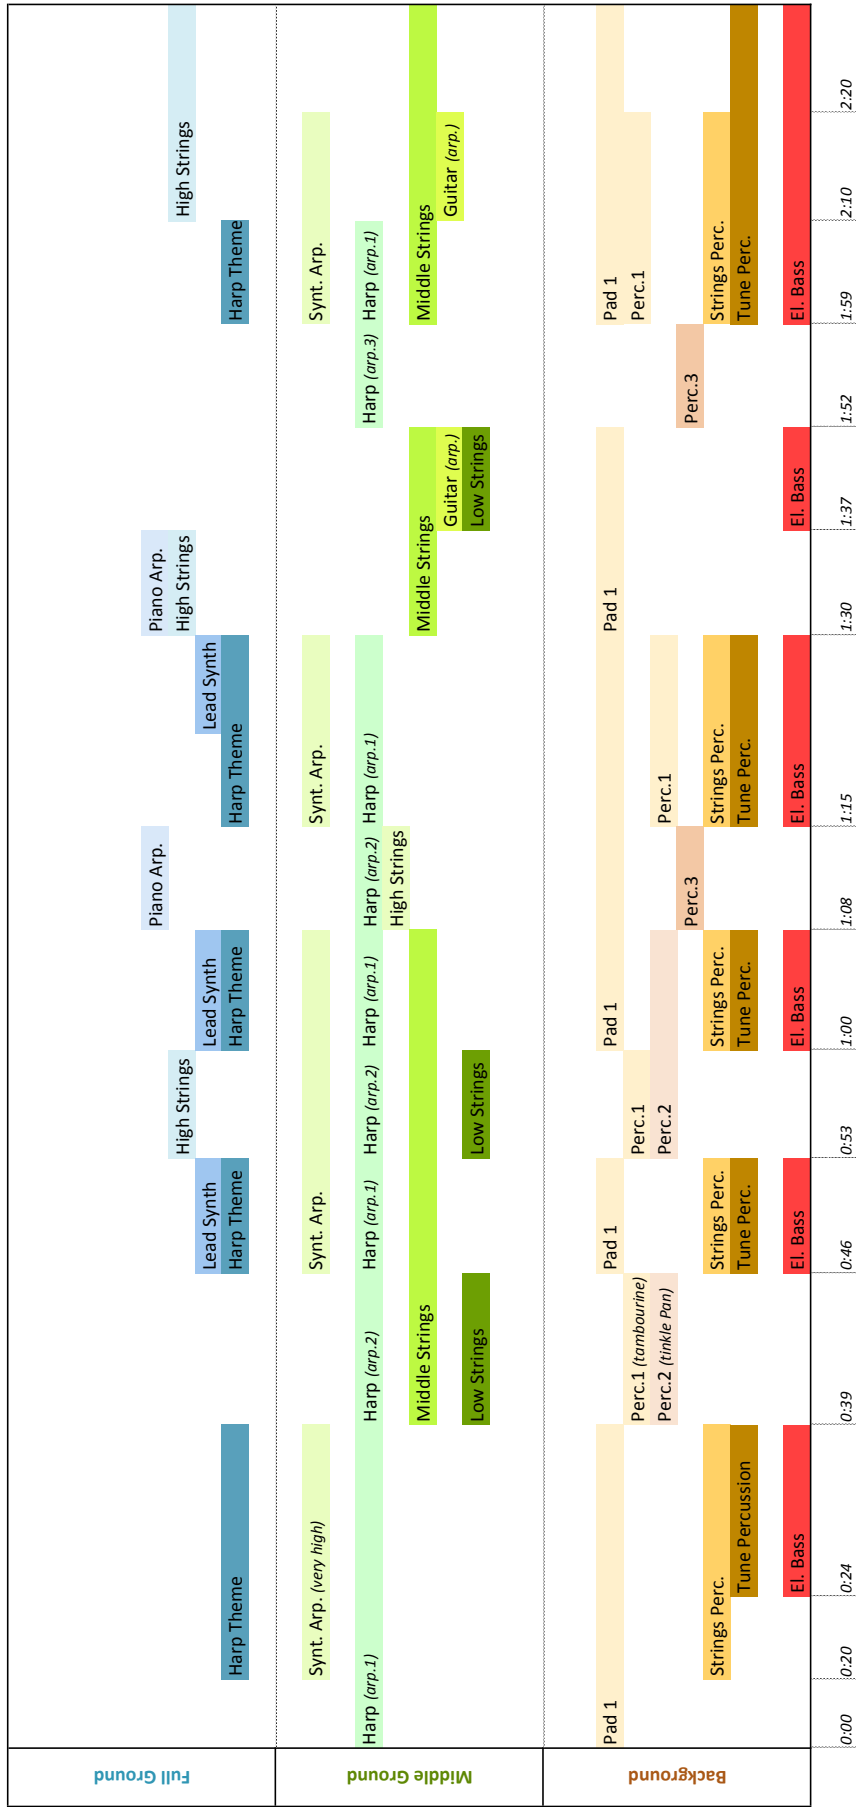 Full Ground
Piano Arp.
Piano Arp.
High Strings
High Strings
High Strings
Lead Synth
Lead Synth
Lead Synth
Harp Theme
Harp Theme
Harp Theme
Harp Theme
Harp Theme
Middle Ground
Synt. Arp. (very high)
Synt. Arp.
Synt. Arp.
Synt. Arp.
Harp (arp.1)
Harp (arp.2)
Harp (arp.1)
Harp (arp.2)
Harp (arp.1)
Harp (arp.2)
Harp (arp.1)
Harp (arp.3)
Harp (arp.1)
High Strings
Middle Strings
Middle Strings
Middle Strings
Guitar (arp.)
Guitar (arp.)
Low Strings
Low Strings
Low Strings
Background
Pad 1
Pad 1
Pad 1
Pad 1
Pad 1
Perc.1 (tambourine)
Perc.1
Perc.1
Perc.2 (tinkle Pan)
Perc.2
Perc.1
Perc.3
Perc.3
Strings Perc.
Strings Perc.
Strings Perc.
Strings Perc.
Strings Perc.
Tune Percussion
Tune Perc.
Tune Perc.
Tune Perc.
Tune Perc.
El. Bass
El. Bass
El. Bass
El. Bass
El. Bass
El. Bass
0:00 0:20 0:24 0:39 0:46 0:53 1:00 1:08 1:15 1:30 1:37 1:52 1:59 2:10 2:20